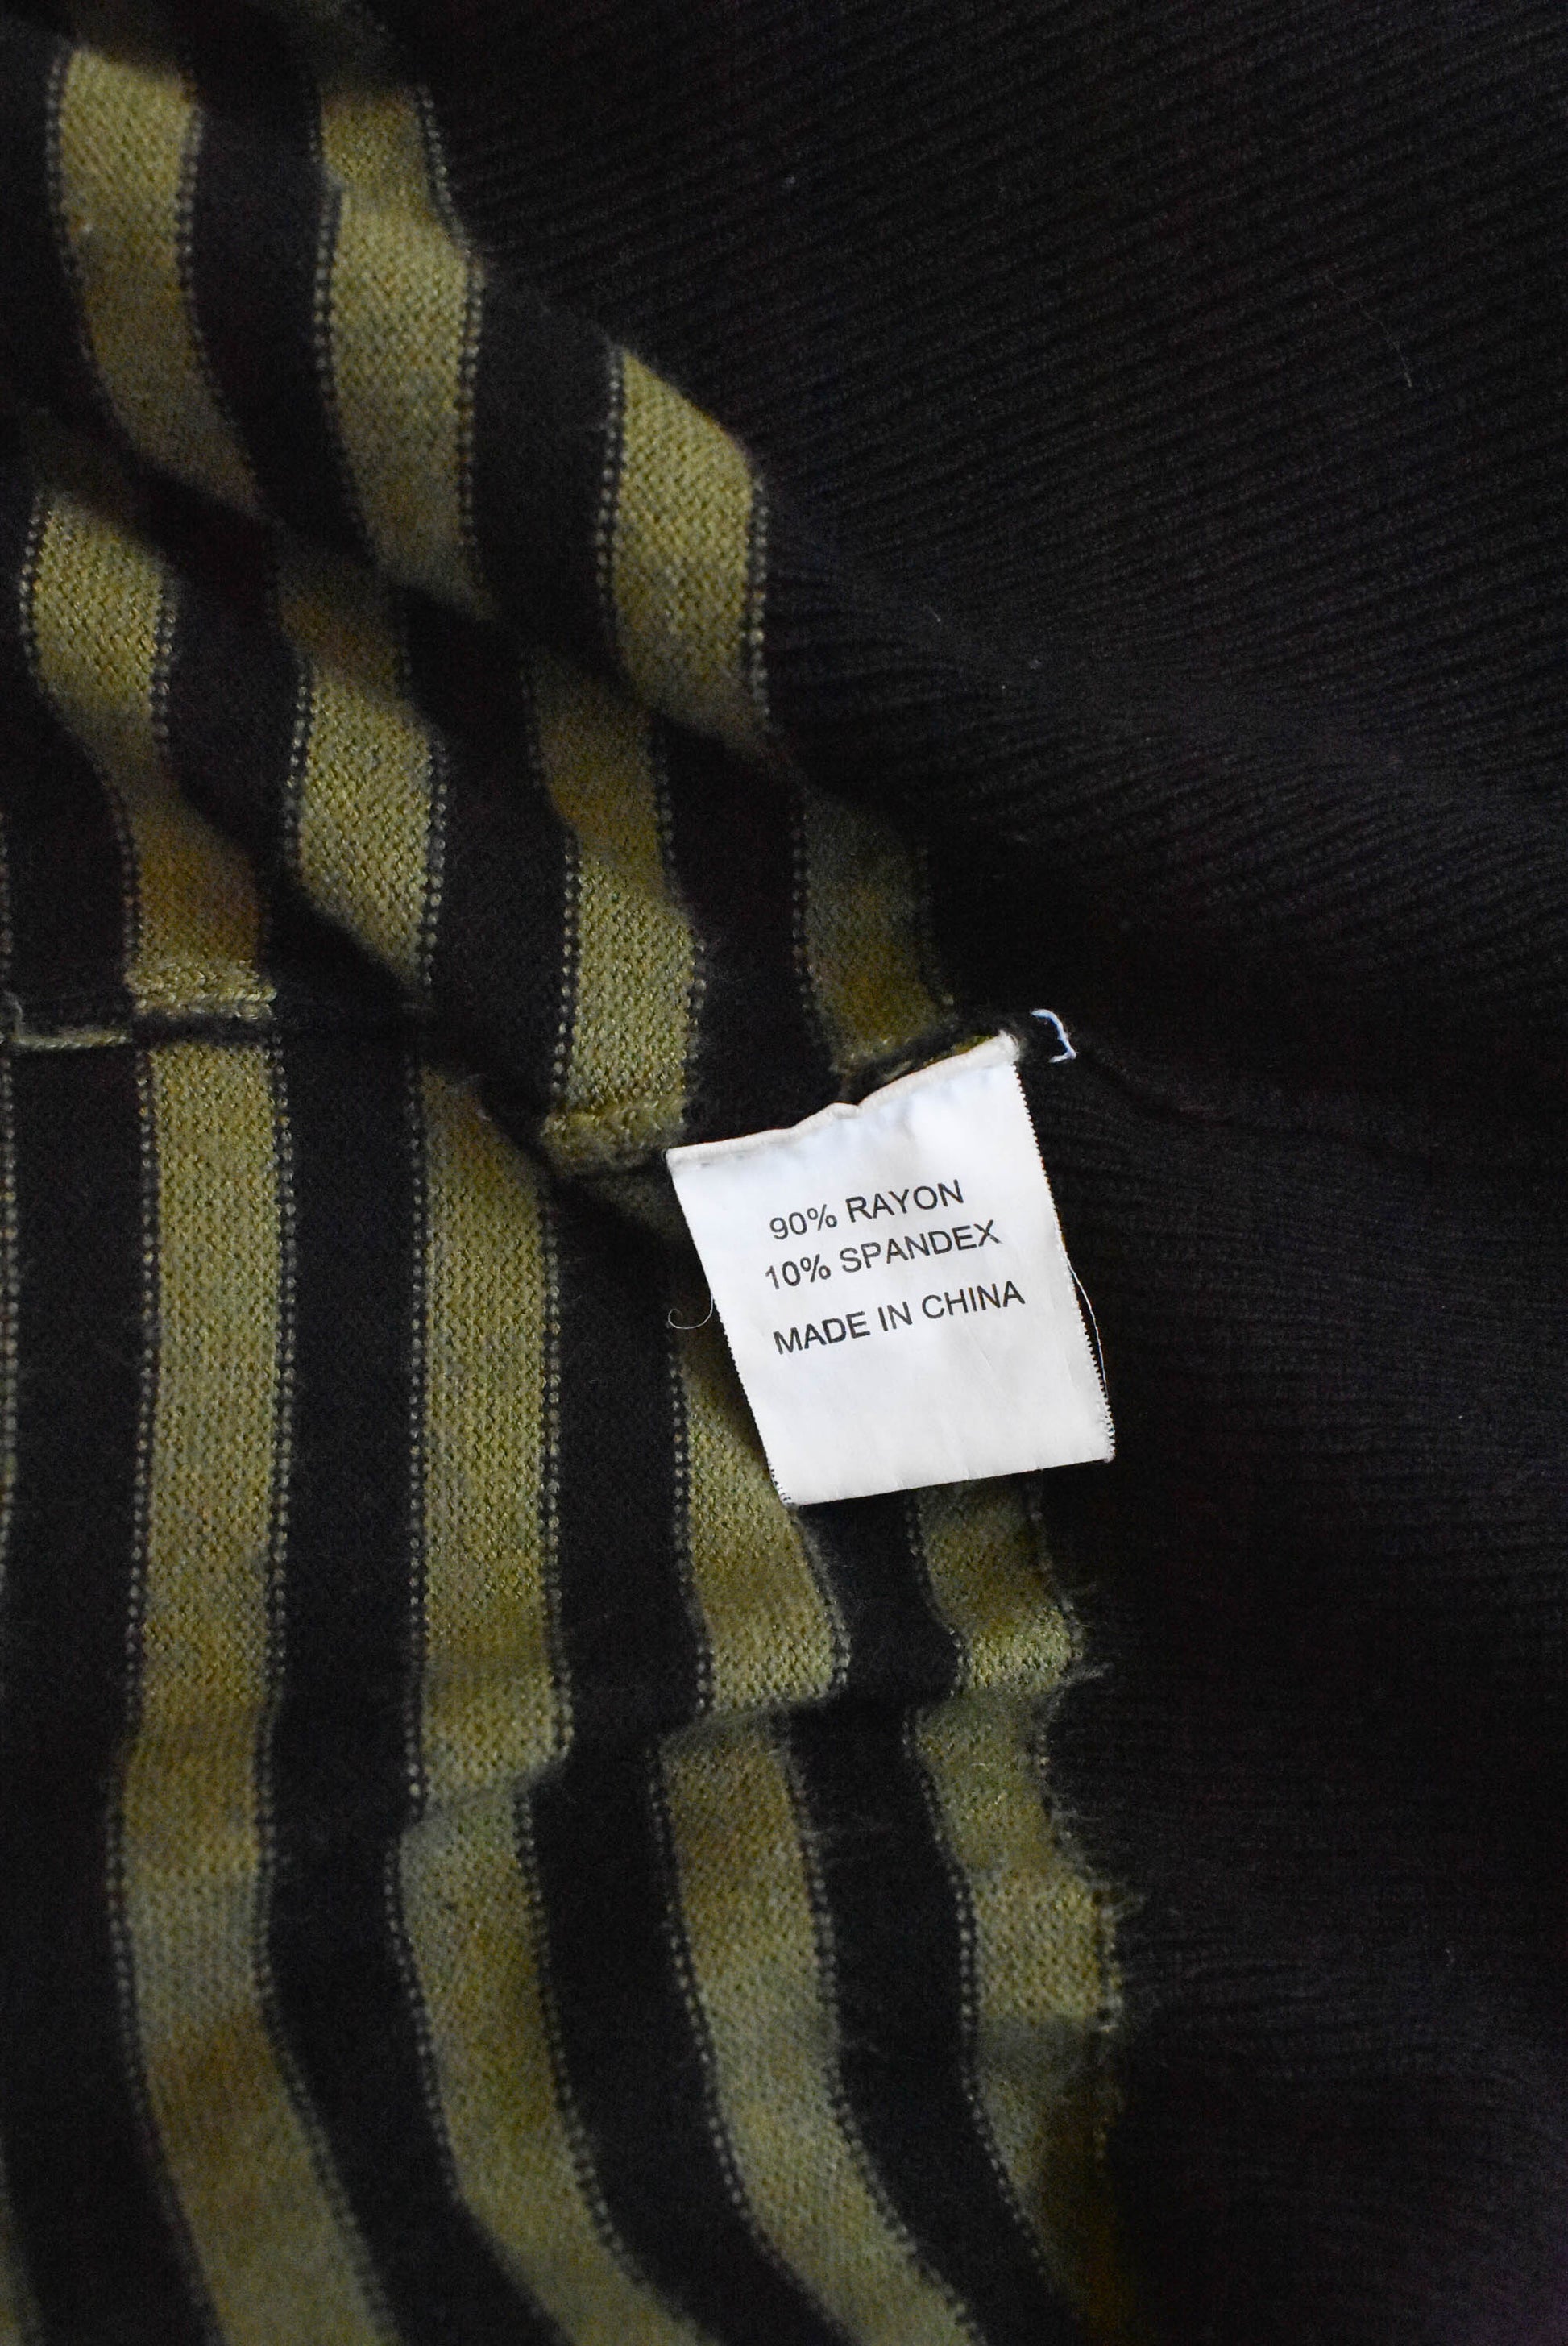 90% RAYON
10% SPANDEX
MADE IN CHINA